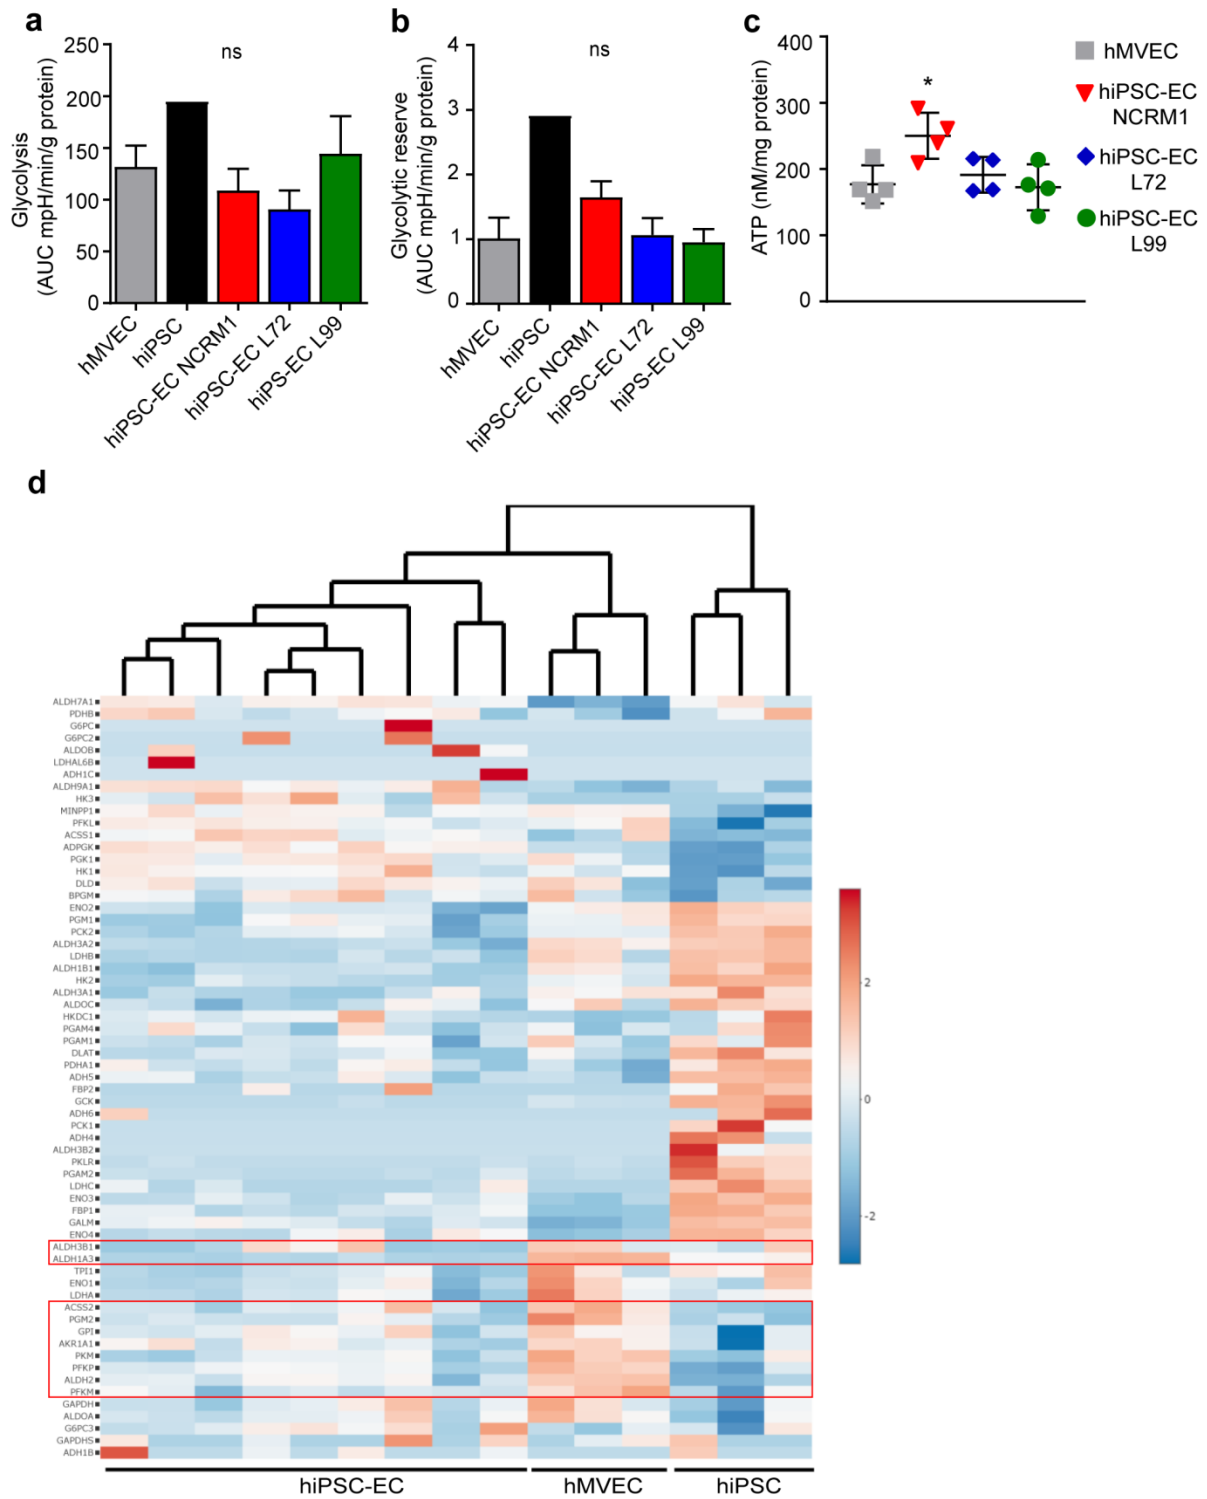 a
Glycolysis
(AUC mpH/min/g protein)
250
200
150
100
50
0
ns
hMVEC
hiPSC
hiPSC-EC NCRM1
hiPSC-EC L72
hiPS-EC L99
b
Glycolytic reserve
(AUC mpH/min/g protein)
4
3
2
1
0
ns
hMVEC
hiPSC
hiPSC-EC NCRM1
hiPSC-EC L72
hiPS-EC L99
c
ATP (nM/mg protein)
400
300
200
100
0
*
hMVEC
hiPSC-EC
NCRM1
hiPSC-EC
L72
hiPSC-EC
L99
d
ALDH7A1
PDHB
G6PC
G6PC2
ALDOB
LDHAL6B
ADH1C
ALDH9A1
HK3
MINPP1
PFKL
ACSS1
ADPGK
PGK1
HK1
DLD
BPGM
ENO2
PGM1
PCK2
ALDH3A2
LDHB
ALDH1B1
HK2
ALDH3A1
ALDOC
HKDC1
PGAM4
PGAM1
DLAT
PDHA1
ADH5
FBP2
GCK
ADH6
PCK1
ADH4
ALDH3B2
PKLR
PGAM2
LDHC
ENO3
FBP1
GALM
ENO4
ALDH3B1
ALDH1A3
TPI1
ENO1
LDHA
ACSS2
PGM2
GPI
AKR1A1
PKM
PFKP
ALDH2
PFKM
GAPDH
ALDOA
G6PC3
GAPDHS
ADH1B
2
0
-2
hiPSC-EC
hMVEC
hiPSC